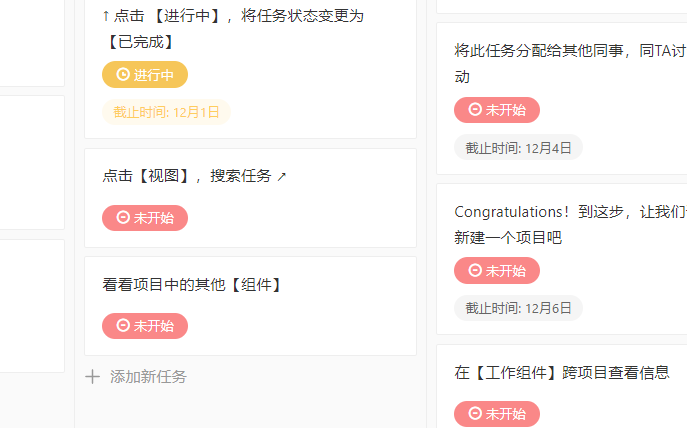 ↑ 点击 【进行中】，将任务状态变更为
【已完成】
进行中
截止时间: 12月1日
点击【视图】，搜索任务 ↗
未开始
看看项目中的其他【组件】
未开始
添加新任务
将此任务分配给其他同事，同TA讨
动
未开始
截止时间: 12月4日
Congratulations！到这步，让我们
新建一个项目吧
未开始
截止时间: 12月6日
在【工作组件】跨项目查看信息
未开始